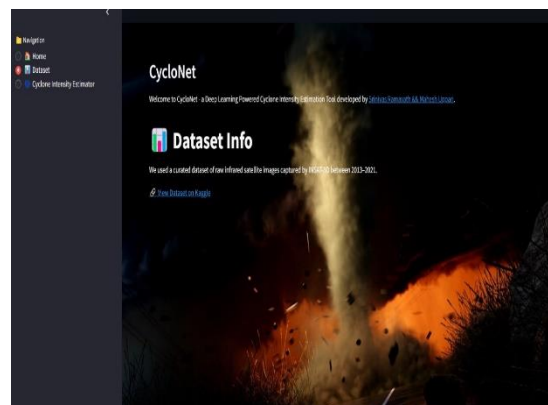 Navigation
Home
Dataset
Cyclone Intensity Estimator
CycloNet
Welcome to CycloNet - a Deep Learning Powered Cyclone Intensity Estimation Tool developed by
Dataset Info
We used a curated dataset of raw infrared satellite images captured by INSAT-3D between 2013-2021.
View Dataset on Kaggle